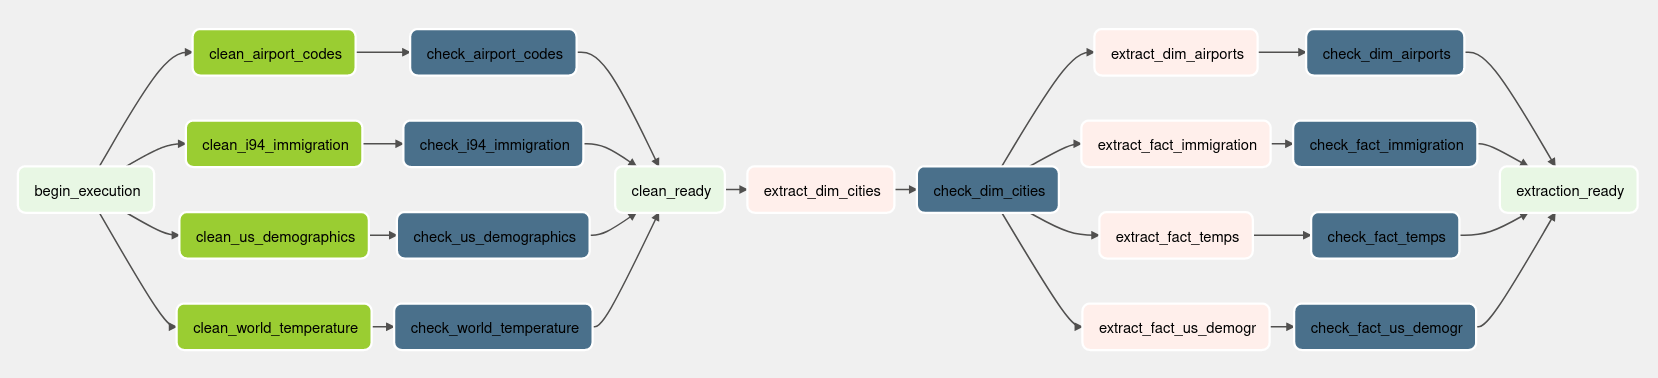 clean_airport_codes
check_airport_codes
extract_dim_airports
check_dim_airports
clean_i94_immigration
check_i94_immigration
extract_fact_immigration
check_fact_immigration
begin_execution
clean_ready
extract_dim_cities
check_dim_cities
extraction_ready
clean_us_demographics
check_us_demographics
extract_fact_temps
check_fact_temps
clean_world_temperature
check_world_temperature
extract_fact_us_demogr
check_fact_us_demogr